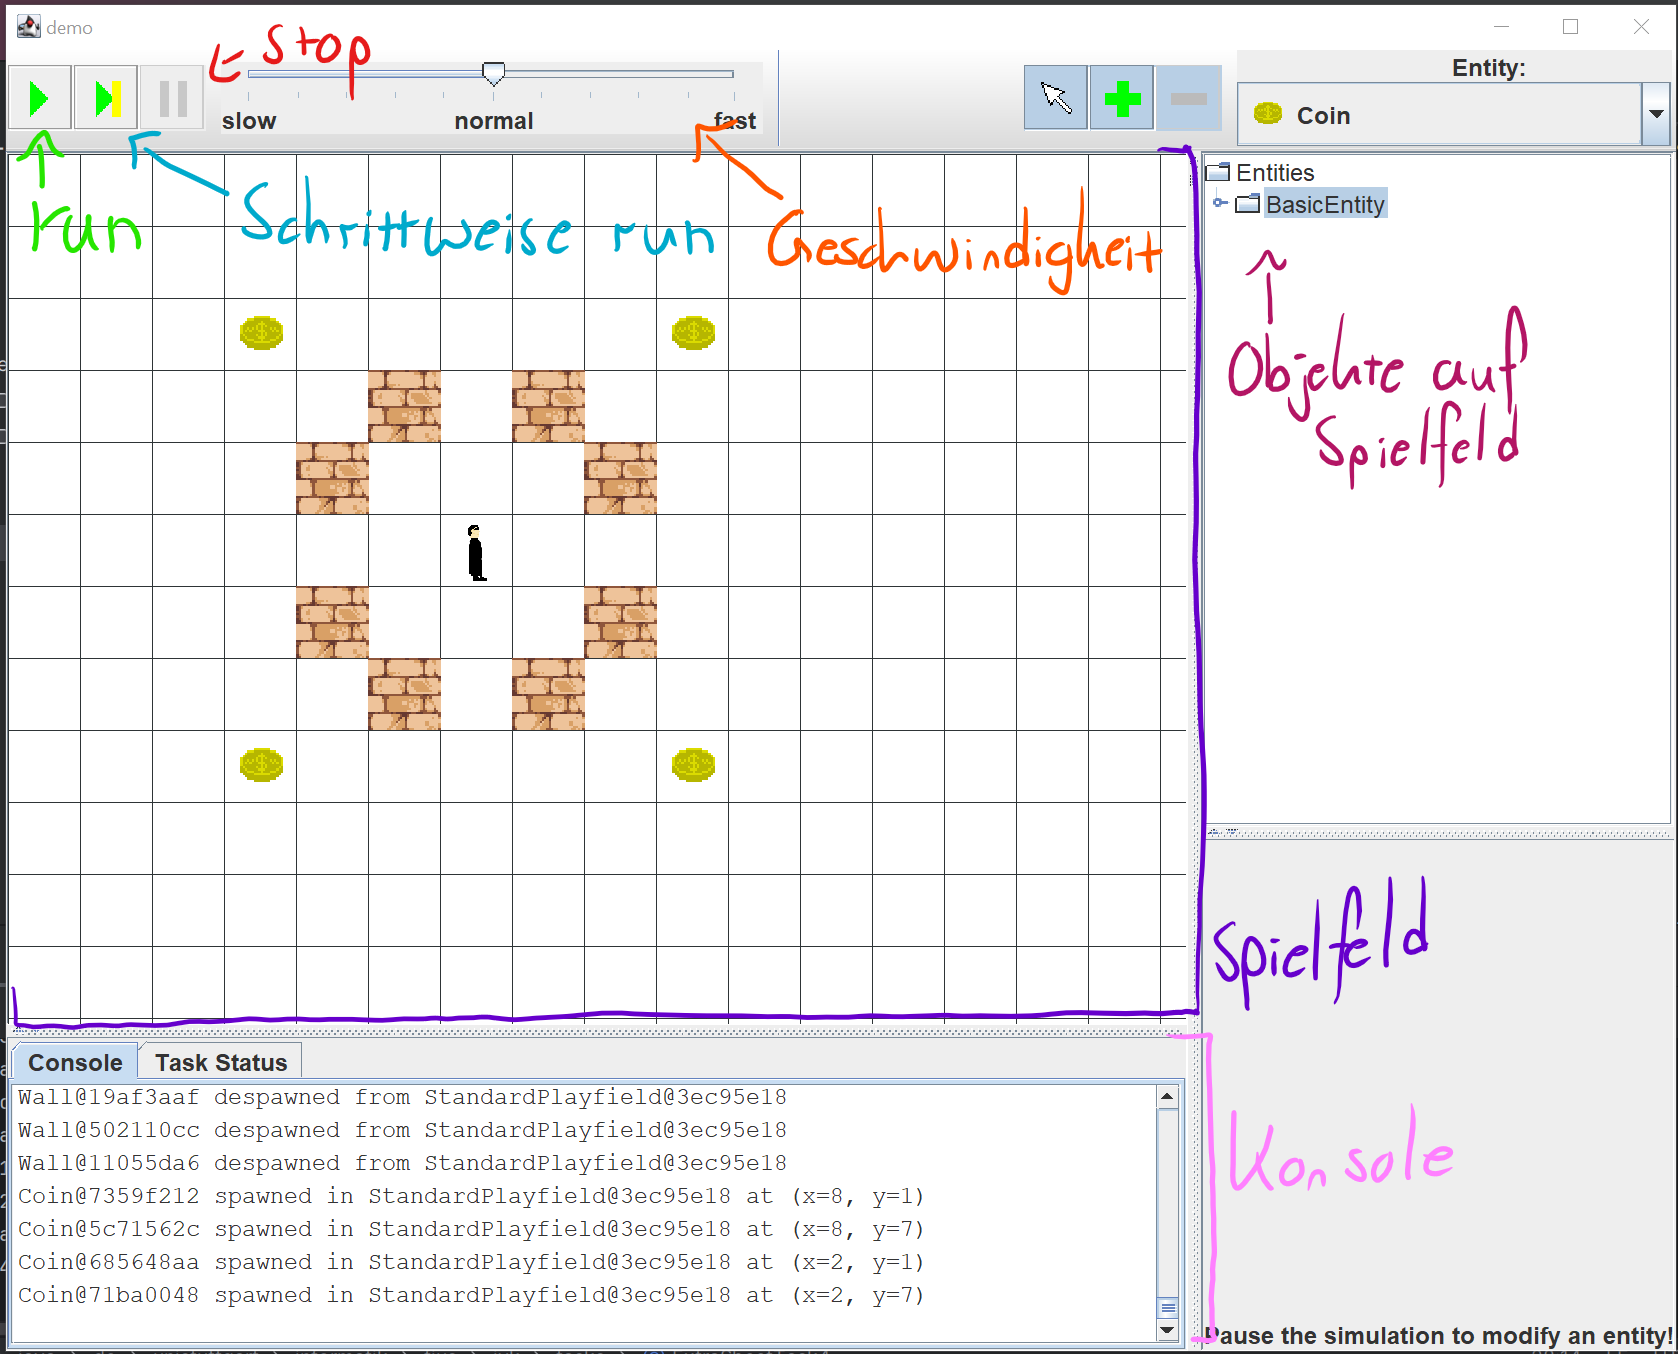 demo
Stop
slow
normal
fast
Entity:
Coin
run
Schrittweise run
Geschwindigkeit
Entities
BasicEntity
Objekte auf
Spielfeld
Spielfeld
Console
Task Status
Wall@19af3aaf despawned from StandardPlayfield@3ec95e18
Wall@502110cc despawned from StandardPlayfield@3ec95e18
Wall@11055da6 despawned from StandardPlayfield@3ec95e18
Coin@7359f212 spawned in StandardPlayfield@3ec95e18 at (x=8, y=1)
Coin@5c71562c spawned in StandardPlayfield@3ec95e18 at (x=8, y=7)
Coin@685648aa spawned in StandardPlayfield@3ec95e18 at (x=2, y=1)
Coin@71ba0048 spawned in StandardPlayfield@3ec95e18 at (x=2, y=7)
Konsole
Pause the simulation to modify an entity!